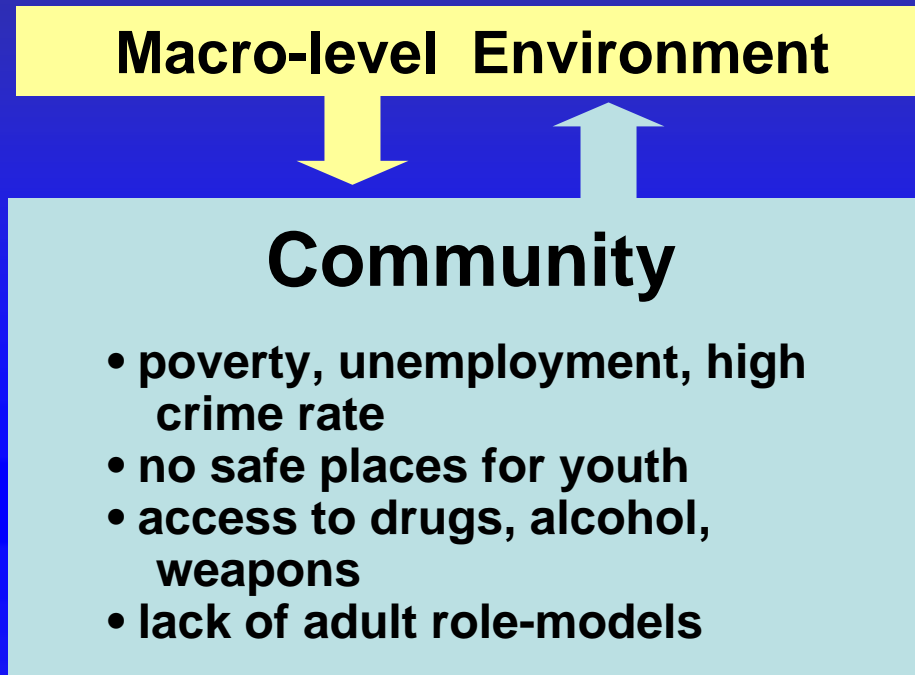 Macro-level Environment
Community
• poverty, unemployment, high
crime rate
• no safe places for youth
• access to drugs, alcohol,
weapons
• lack of adult role-models